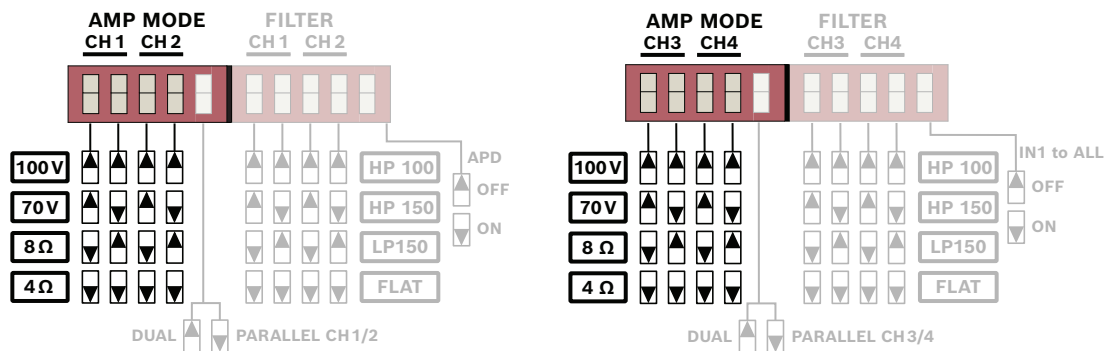 AMP MODE FILTER
CH 1 CH 2 CH 1 CH 2
100 V HP 100
APD
OFF
70 V HP 150
ON
8 Ω LP150
4 Ω FLAT
DUAL PARALLEL CH 1/2
AMP MODE FILTER
CH3 CH4 CH3 CH4
100 V HP 100
IN1 to ALL
OFF
70 V HP 150
ON
8 Ω LP150
4 Ω FLAT
DUAL PARALLEL CH 3/4